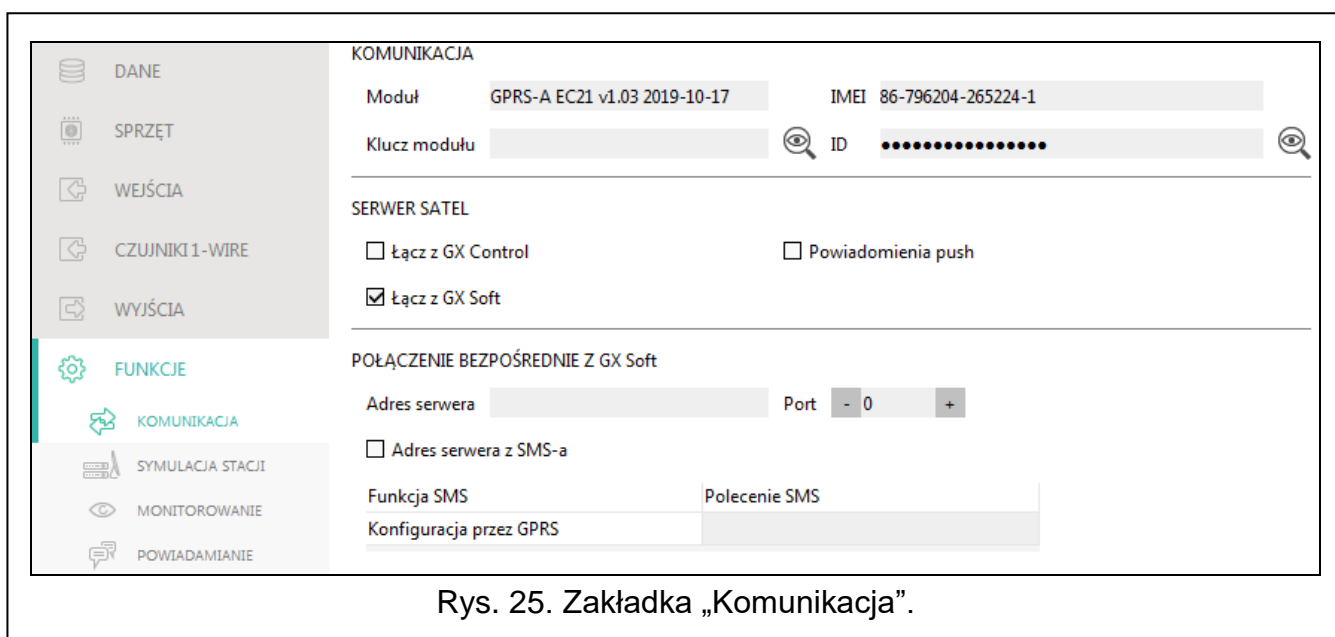 DANE
SPRZĘT
WEJŚCIA
CZUJNIKI 1-WIRE
WYJŚCIA
FUNKCJE
KOMUNIKACJA
SYMULACJA STACJI
MONITOROWANIE
POWIADAMIANIE
KOMUNIKACJA
Moduł GPRS-A EC21 v1.03 2019-10-17 IMEI 86-796204-265224-1
Klucz modułu ID ●●●●●●●●●●●●●●●●
SERWER SATEL
Łącz z GX Control Powiadomienia push
Łącz z GX Soft
POŁĄCZENIE BEZPOŚREDNIE Z GX Soft
Adres serwera Port - 0 +
Adres serwera z SMS-a
Funkcja SMS Polecenie SMS
Konfiguracja przez GPRS
Rys. 25. Zakładka „Komunikacja”.